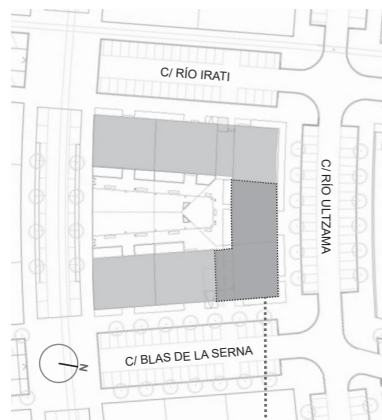 C/ RÍO IRATI
C/ RÍO ULTZAMA
C/ BLAS DE LA SERNA
N